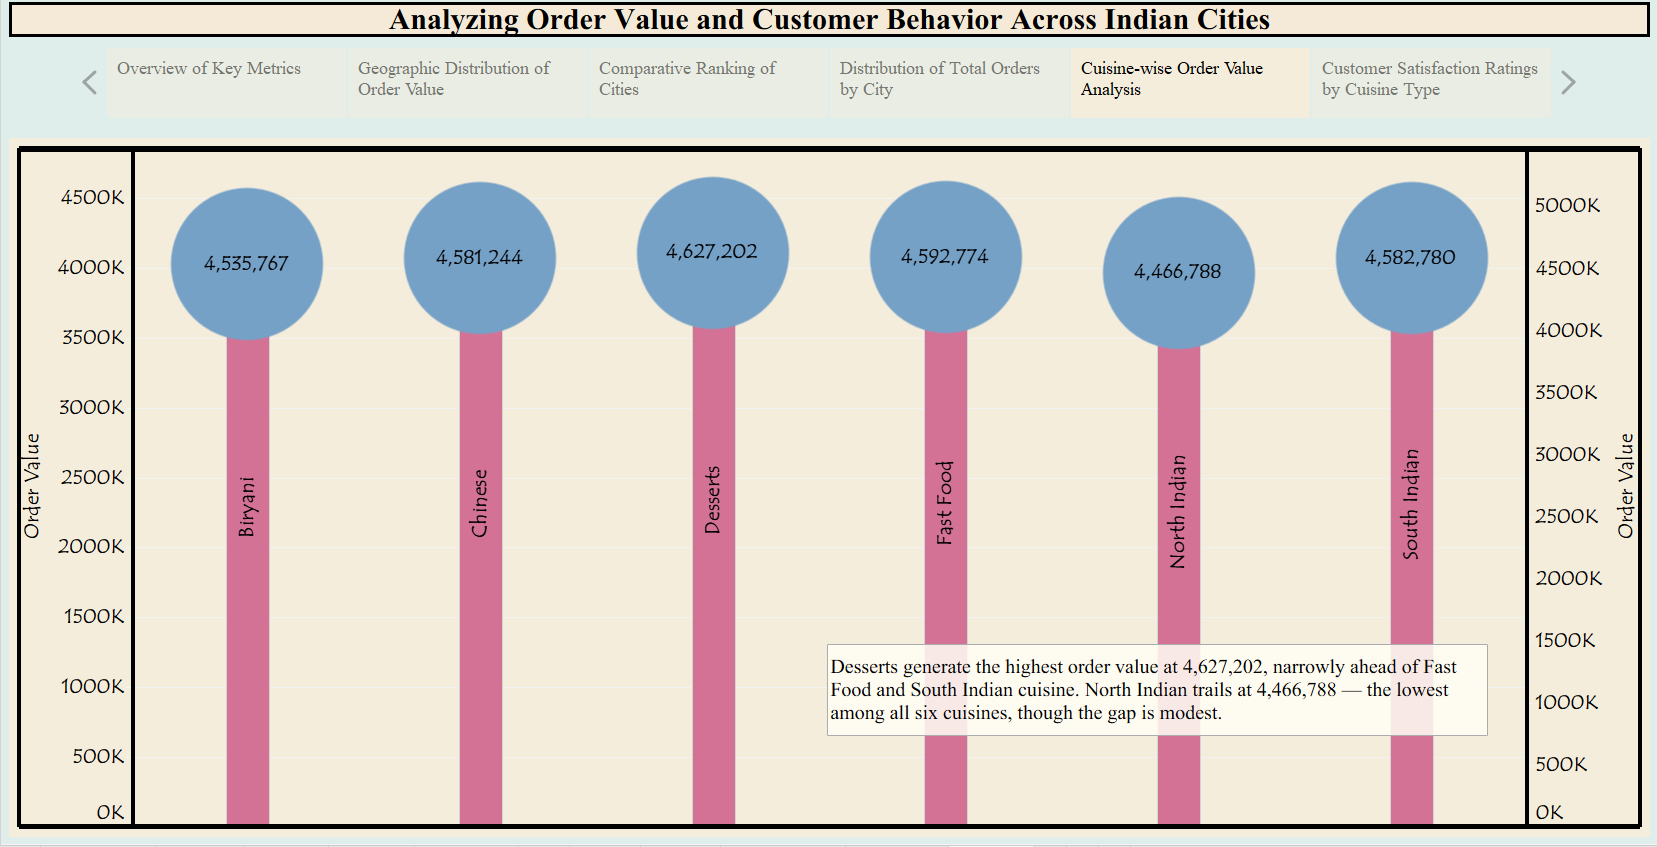 Analyzing Order Value and Customer Behavior Across Indian Cities
Overview of Key Metrics
Geographic Distribution of
Order Value
Comparative Ranking of
Cities
Distribution of Total Orders
by City
Cuisine-wise Order Value
Analysis
Customer Satisfaction Ratings
by Cuisine Type
Order Value
4500K
4000K
3500K
3000K
2500K
2000K
1500K
1000K
500K
0K
4,535,767
4,581,244
4,627,202
4,592,774
4,466,788
4,582,780
Biryani
Chinese
Desserts
Fast Food
North Indian
South Indian
Desserts generate the highest order value at 4,627,202, narrowly ahead of Fast
Food and South Indian cuisine. North Indian trails at 4,466,788 — the lowest
among all six cuisines, though the gap is modest.
5000K
4500K
4000K
3500K
3000K
2500K
2000K
1500K
1000K
500K
0K
Order Value